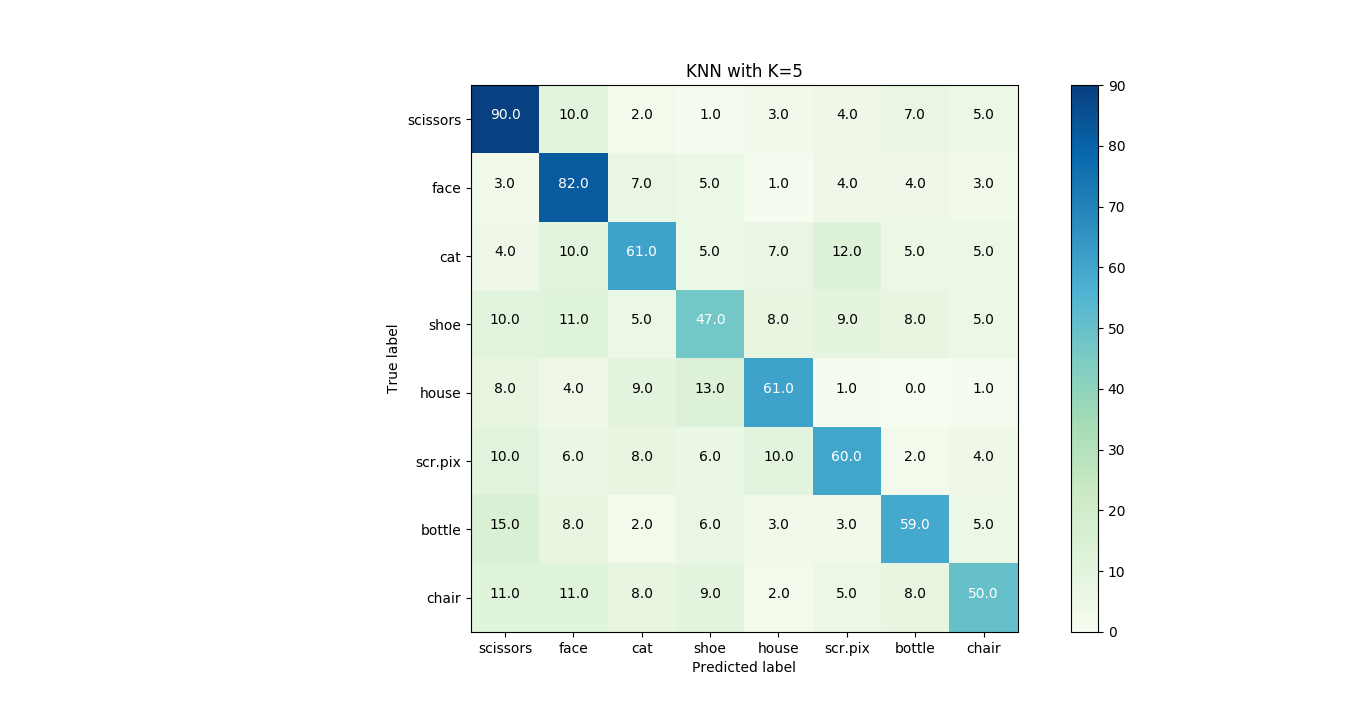 KNN with K=5
90
80
70
60
50
40
30
20
10
0
True label
scissors 90.0 10.0 2.0 1.0 3.0 4.0 7.0 5.0
face 3.0 82.0 7.0 5.0 1.0 4.0 4.0 3.0
cat 4.0 10.0 61.0 5.0 7.0 12.0 5.0 5.0
shoe 10.0 11.0 5.0 47.0 8.0 9.0 8.0 5.0
house 8.0 4.0 9.0 13.0 61.0 1.0 0.0 1.0
scr.pix 10.0 6.0 8.0 6.0 10.0 60.0 2.0 4.0
bottle 15.0 8.0 2.0 6.0 3.0 3.0 59.0 5.0
chair 11.0 11.0 8.0 9.0 2.0 5.0 8.0 50.0
scissors face cat shoe house scr.pix bottle chair
Predicted label